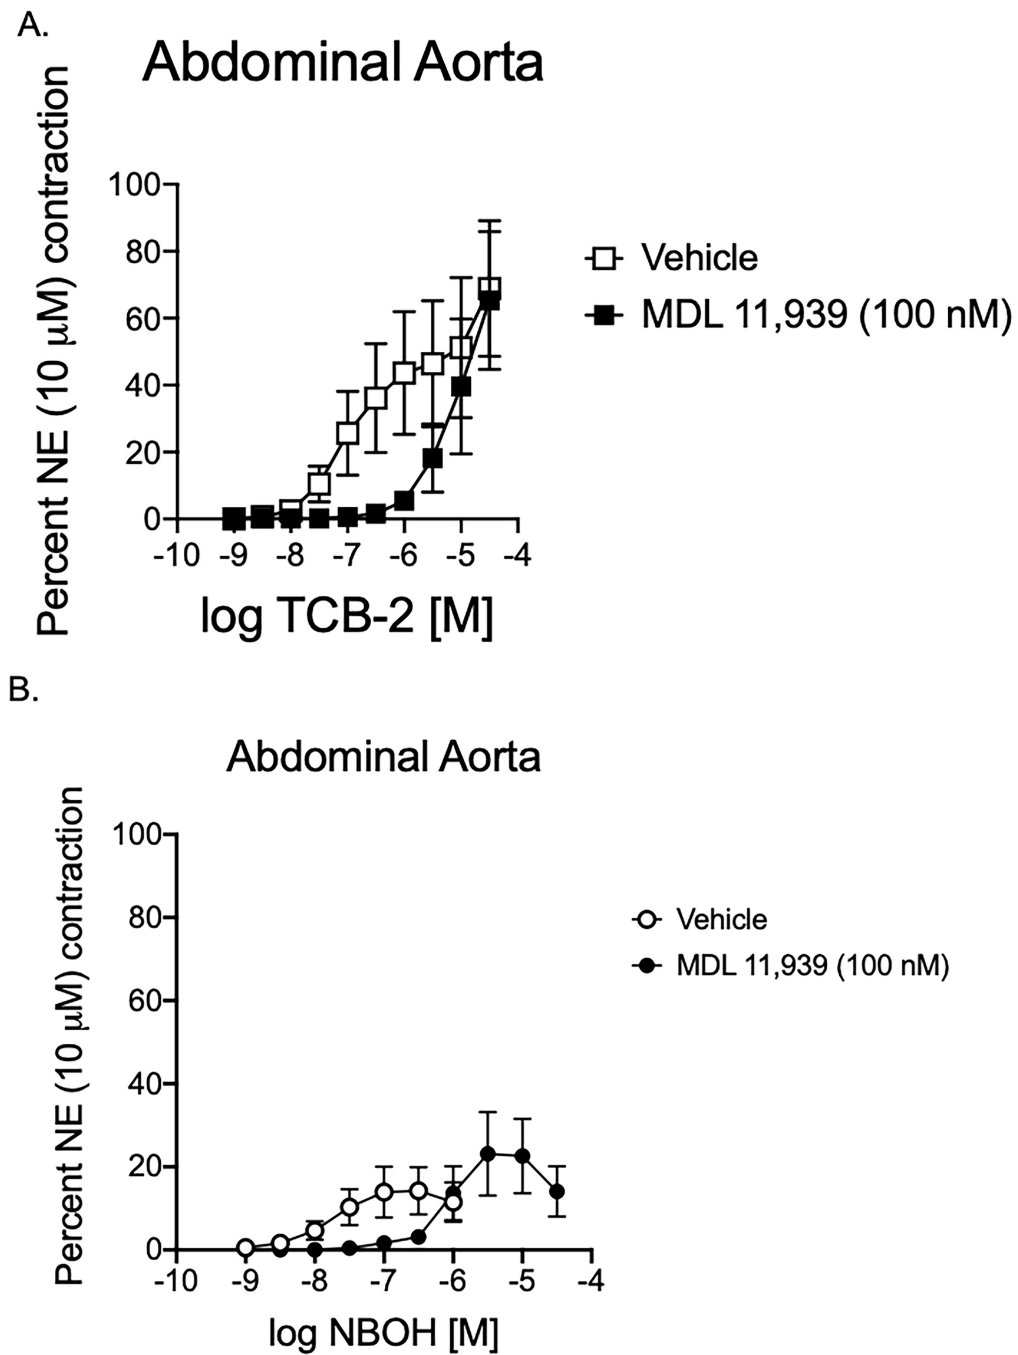 A.
Abdominal Aorta
Percent NE (10 μM) contraction
100
80
60
40
20
0
-10 -9 -8 -7 -6 -5 -4
log TCB-2 [M]
Vehicle
MDL 11,939 (100 nM)
B.
Abdominal Aorta
Percent NE (10 μM) contraction
100
80
60
40
20
0
-10 -9 -8 -7 -6 -5 -4
log NBOH [M]
Vehicle
MDL 11,939 (100 nM)